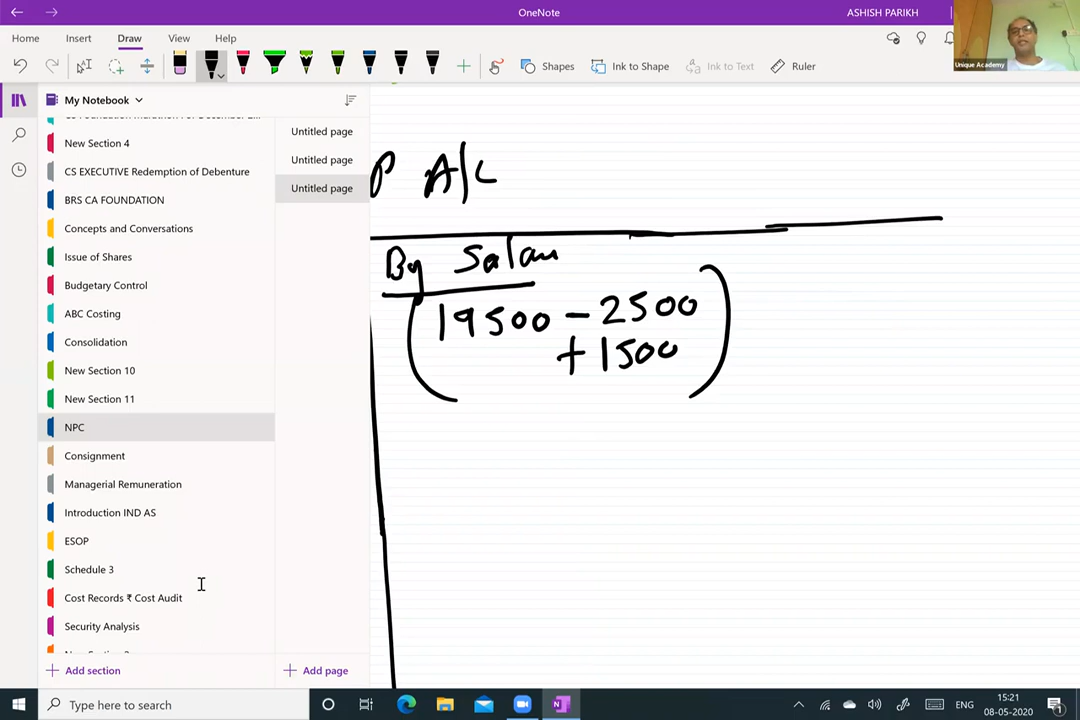 OneNote
ASHISH PARIKH
Home Insert Draw View Help
Shapes Ink to Shape Ink to Text Ruler
Unique Academy
My Notebook
New Section 4
CS EXECUTIVE Redemption of Debenture
BRS CA FOUNDATION
Concepts and Conversations
Issue of Shares
Budgetary Control
ABC Costing
Consolidation
New Section 10
New Section 11
NPC
Consignment
Managerial Remuneration
Introduction IND AS
ESOP
Schedule 3
Cost Records ₹ Cost Audit
Security Analysis
Add section
Untitled page
Untitled page
Untitled page
Add page
P A/C
By Salary
(19500 - 2500
+ 1500)
Type here to search
ENG
15:21
08-05-2020
1